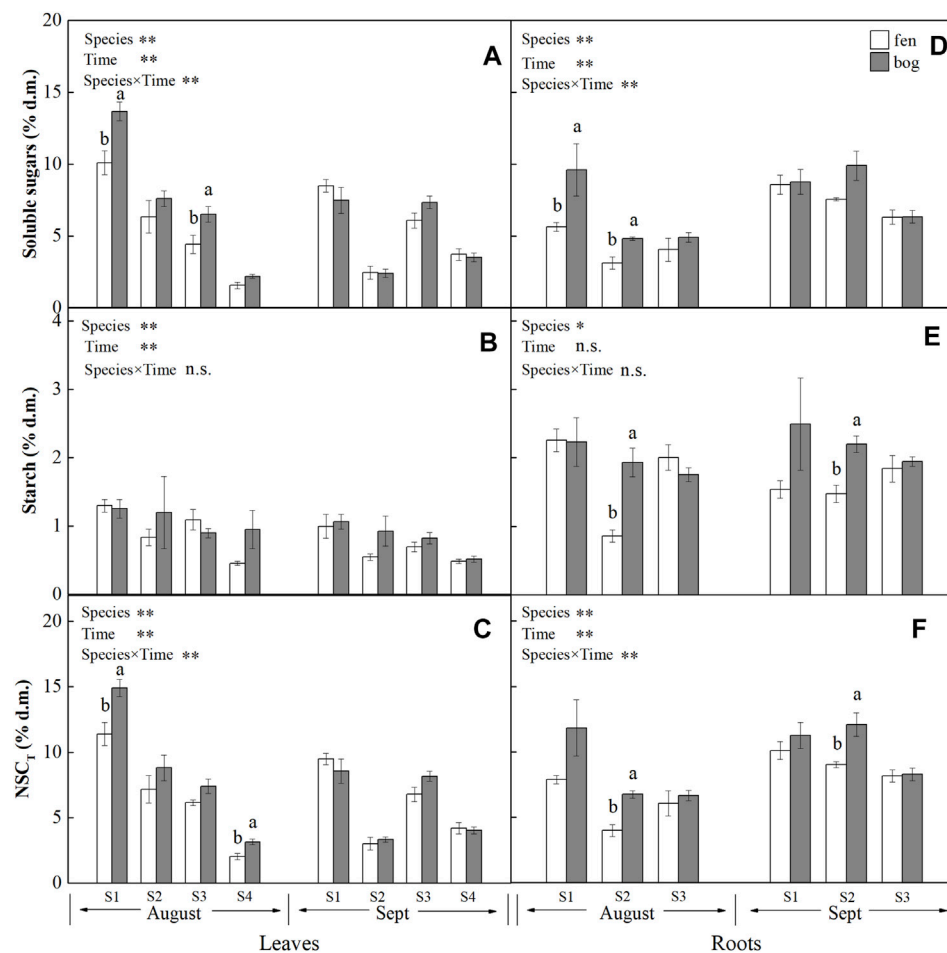 20
15
10
5
0
Soluble sugars (% d.m.)
Species **
Time **
Species×Time **
A
b
a
b
a
Species **
Time **
Species×Time **
D
fen
bog
b
a
b
a
4
3
2
1
0
Starch (% d.m.)
Species **
Time **
Species×Time n.s.
B
Species *
Time n.s.
Species×Time n.s.
E
b
a
b
a
20
15
10
5
0
NSC_T (% d.m.)
Species **
Time **
Species×Time **
C
b
a
b
a
Species **
Time **
Species×Time **
F
b
a
b
a
S1 S2 S3 S4 S1 S2 S3 S4 S1 S2 S3 S1 S2 S3
August Sept August Sept
Leaves Roots